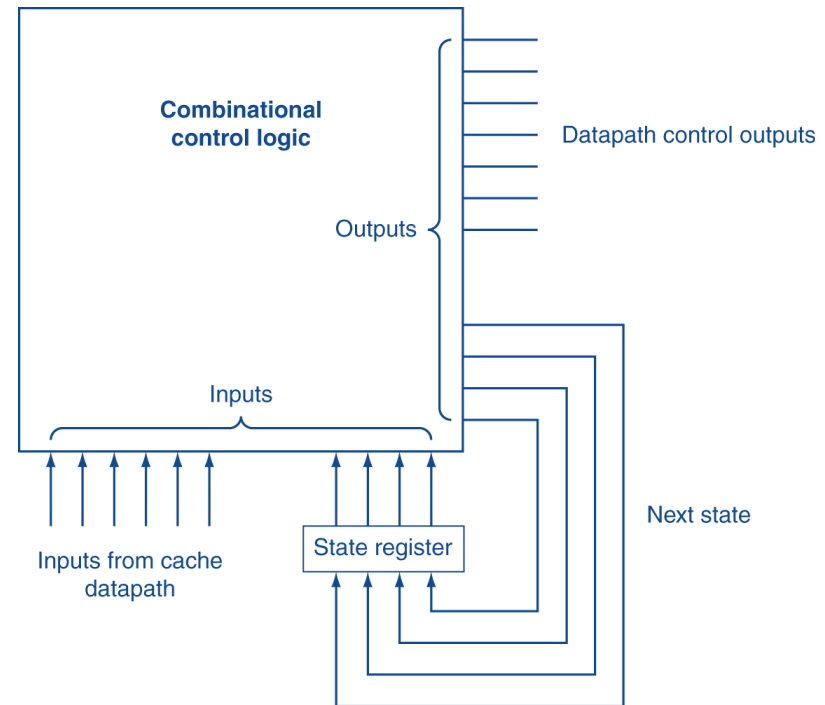 Combinational
control logic
Datapath control outputs
Outputs
Inputs
Next state
State register
Inputs from cache
datapath